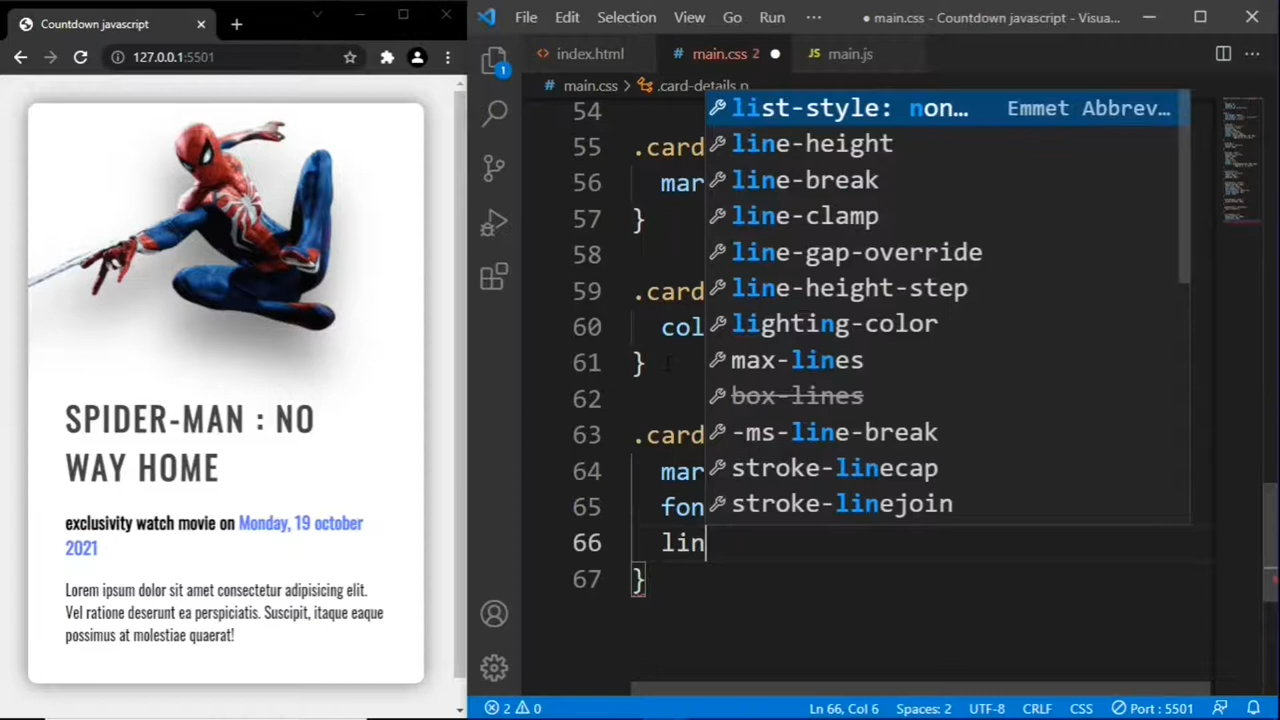 Countdown javascript
127.0.0.1:5501
SPIDER-MAN : NO
WAY HOME
exclusivity watch movie on Monday, 19 october
2021
Lorem ipsum dolor sit amet consectetur adipisicing elit.
Vel ratione deserunt ea perspiciatis. Suscipit, itaque eaque
possimus at molestiae quaerat!
File Edit Selection View Go Run ··· ● main.css - Countdown javascript - Visua...
index.html # main.css 2 ● JS main.js
1
# main.css > .card-details p
54
55 .card
56 mar
57 }
58
59 .card
60 col
61 }
62
63 .card
64 mar
65 fon
66 lin
67 }
list-style: non... Emmet Abbrev...
line-height
line-break
line-clamp
line-gap-override
line-height-step
lighting-color
max-lines
box-lines
-ms-line-break
stroke-linecap
stroke-linejoin
2 0 Ln 66, Col 6 Spaces: 2 UTF-8 CRLF CSS Port : 5501